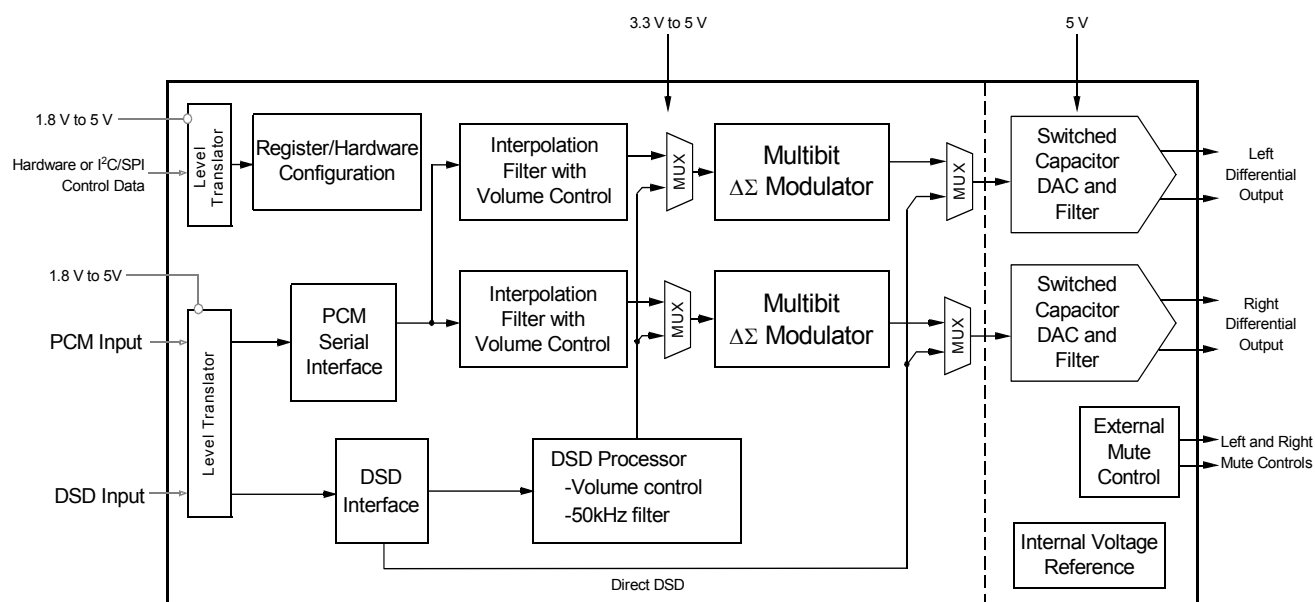 3.3 V to 5 V
5 V
1.8 V to 5 V
Hardware or I²C/SPI
Control Data
Level
Translator
Register/Hardware
Configuration
Interpolation
Filter with
Volume Control
MUX
Multibit
ΔΣ Modulator
MUX
Switched
Capacitor
DAC and
Filter
Left
Differential
Output
1.8 V to 5V
PCM Input
Level Translator
PCM
Serial
Interface
Interpolation
Filter with
Volume Control
MUX
Multibit
ΔΣ Modulator
MUX
Switched
Capacitor
DAC and
Filter
Right
Differential
Output
DSD Input
DSD
Interface
DSD Processor
-Volume control
-50kHz filter
External
Mute
Control
Left and Right
Mute Controls
Direct DSD
Internal Voltage
Reference